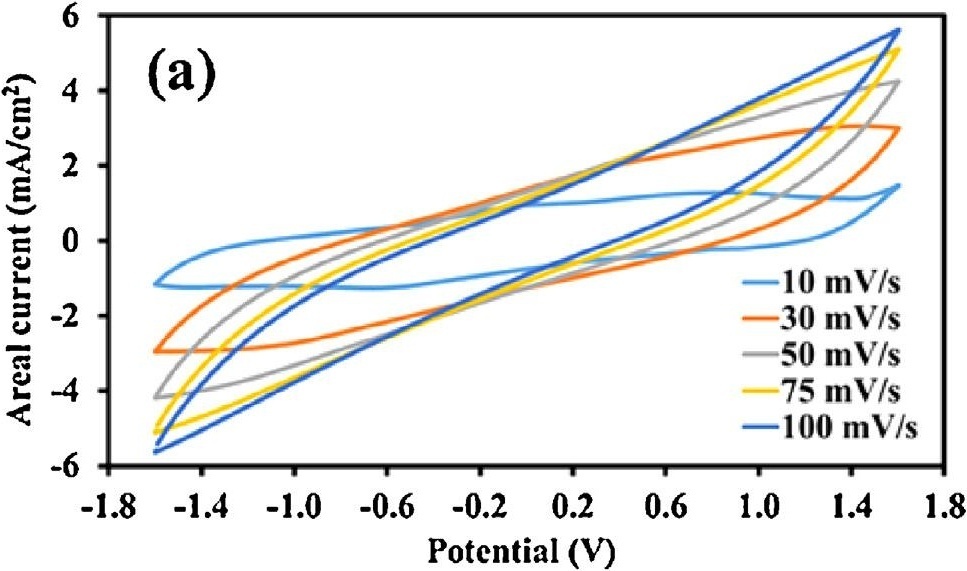 (a)
6
4
2
0
-2
-4
-6
Areal current (mA/cm²)
10 mV/s
30 mV/s
50 mV/s
75 mV/s
100 mV/s
-1.8 -1.4 -1.0 -0.6 -0.2 0.2 0.6 1.0 1.4 1.8
Potential (V)